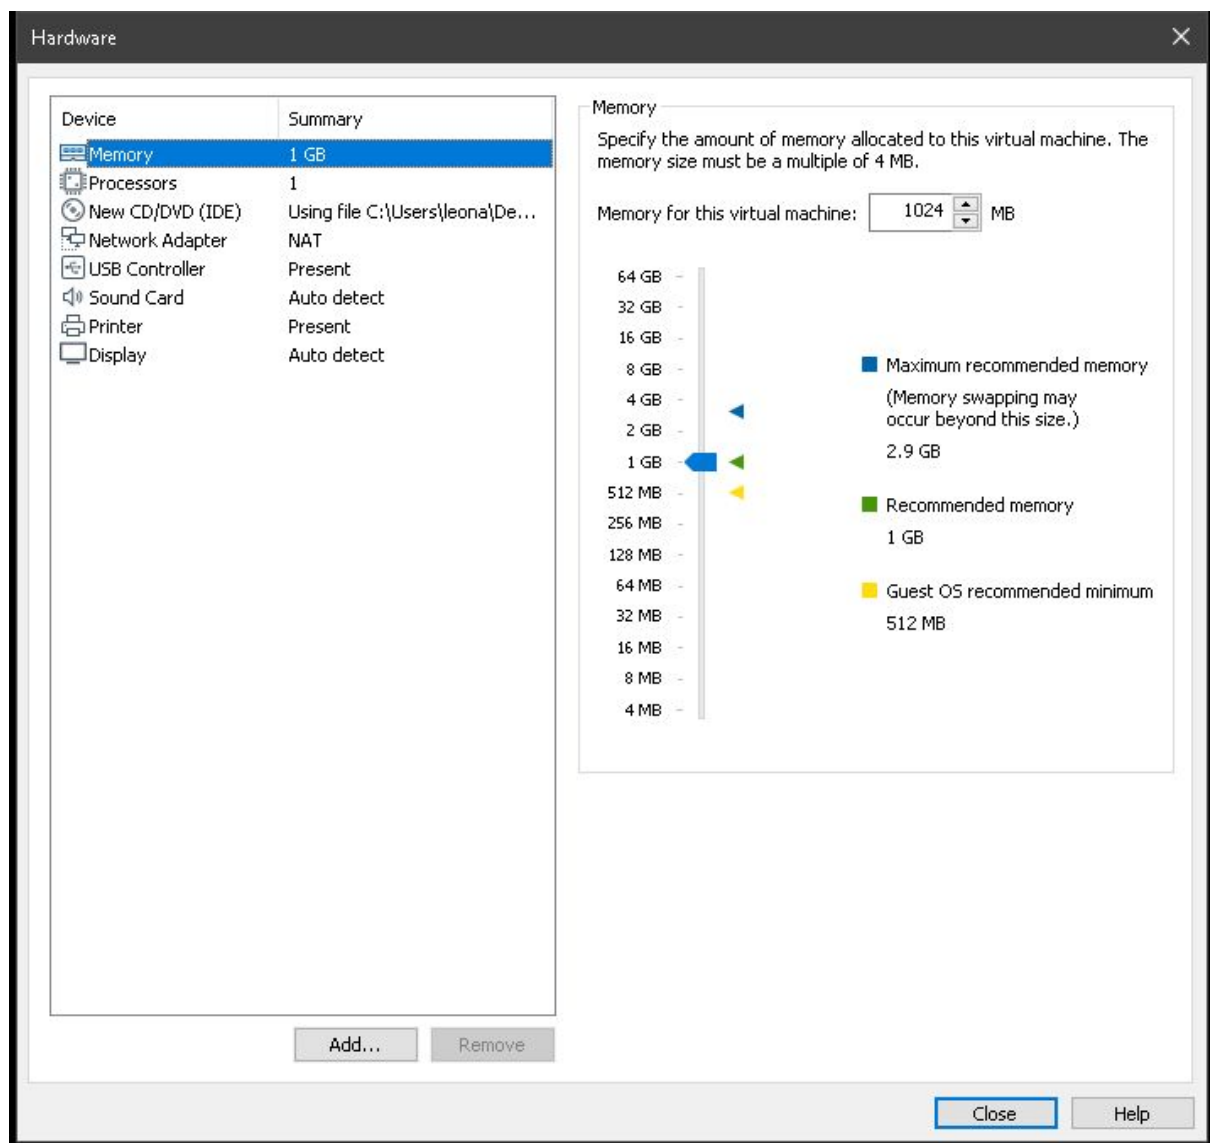 Hardware
Device Summary
Memory 1 GB
Processors 1
New CD/DVD (IDE) Using file C:\Users\leona\De...
Network Adapter NAT
USB Controller Present
Sound Card Auto detect
Printer Present
Display Auto detect
Add...
Remove
Memory
Specify the amount of memory allocated to this virtual machine. The
memory size must be a multiple of 4 MB.
Memory for this virtual machine: 1024 MB
64 GB
32 GB
16 GB
8 GB
4 GB
2 GB
1 GB
512 MB
256 MB
128 MB
64 MB
32 MB
16 MB
8 MB
4 MB
Maximum recommended memory
(Memory swapping may
occur beyond this size.)
2.9 GB
Recommended memory
1 GB
Guest OS recommended minimum
512 MB
Close
Help